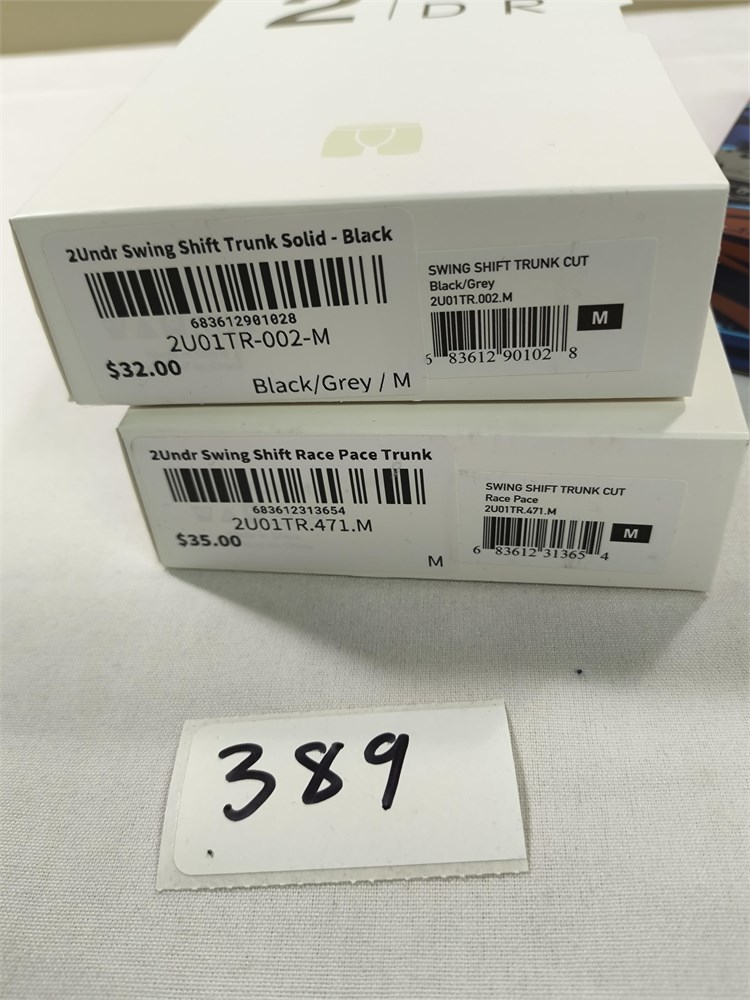 2 | D R
2Undr Swing Shift Trunk Solid - Black
683612901028
2U01TR-002-M
$32.00
Black/Grey / M
SWING SHIFT TRUNK CUT
Black/Grey
2U01TR.002.M
M
6 83612 90102 8
2Undr Swing Shift Race Pace Trunk
683612313654
2U01TR.471.M
$35.00
M
SWING SHIFT TRUNK CUT
Race Pace
2U01TR.471.M
M
6 83612 31365 4
389